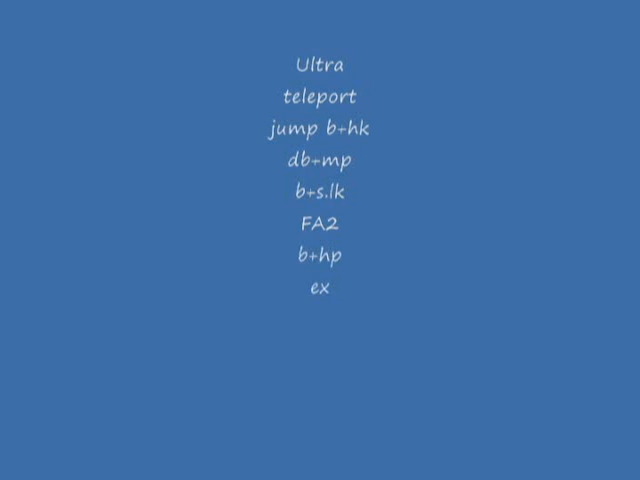 Ultra
teleport
jump b+hk
db+mp
b+s.lk
FA2
b+hp
ex